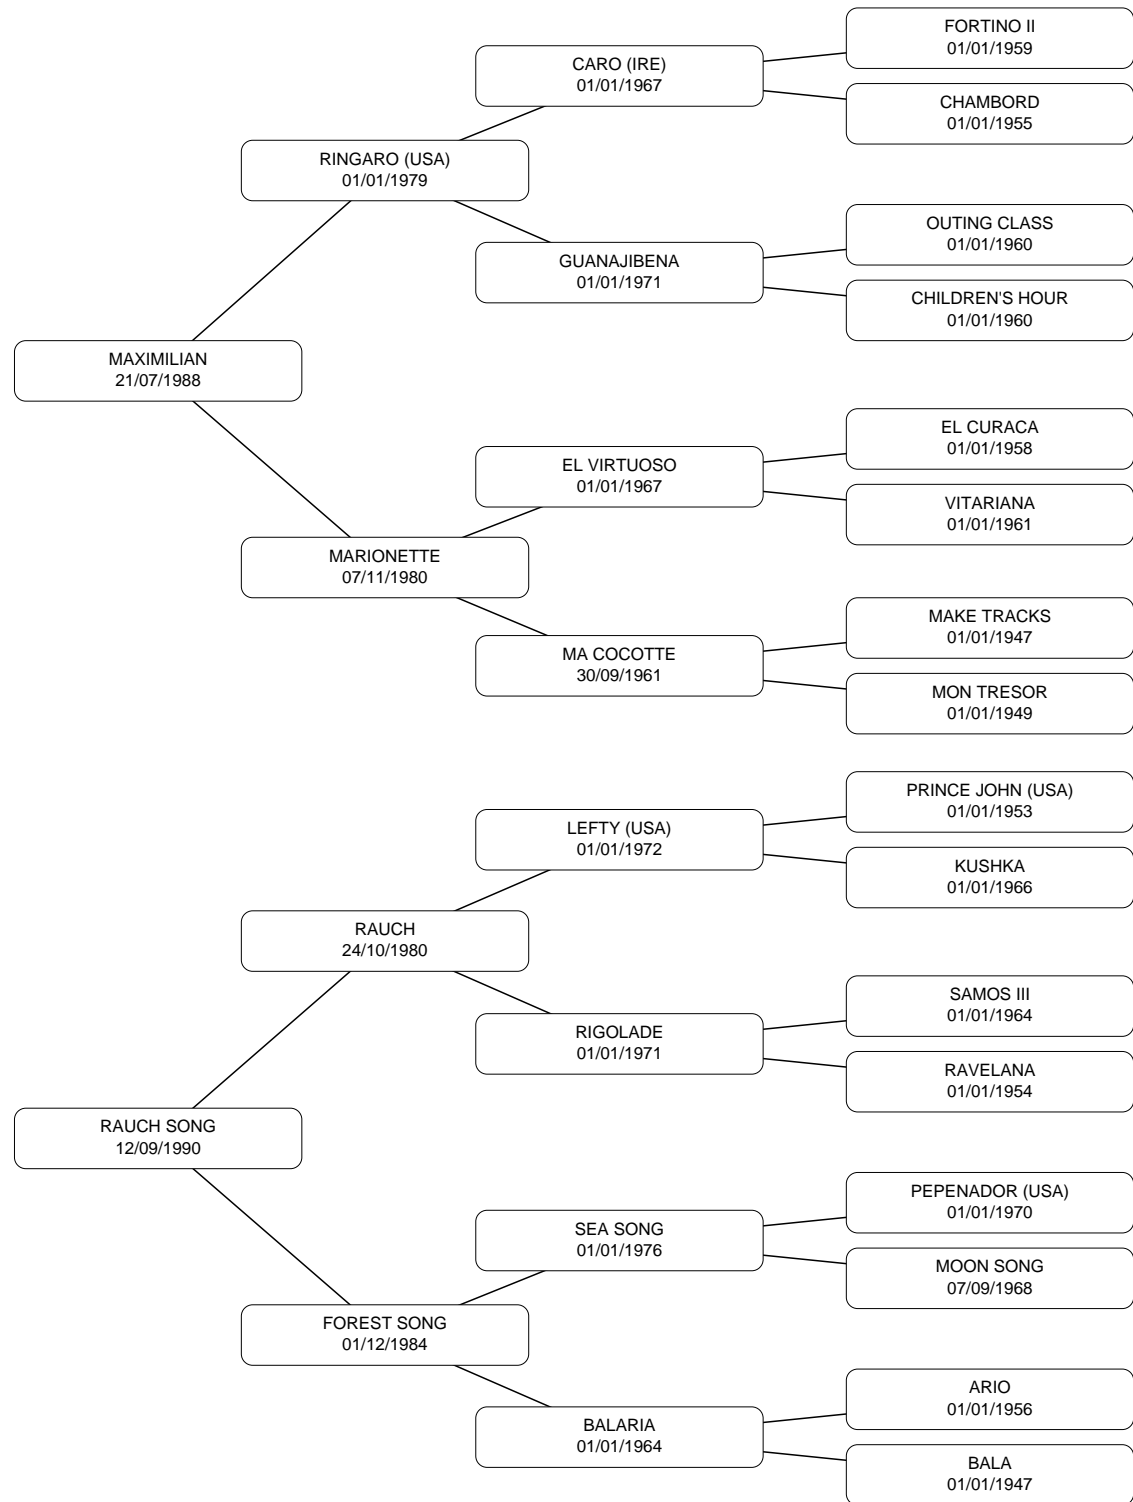 FORTINO II
01/01/1959
CARO (IRE)
01/01/1967
CHAMBORD
01/01/1955
RINGARO (USA)
01/01/1979
OUTING CLASS
01/01/1960
GUANAJIBENA
01/01/1971
CHILDREN'S HOUR
01/01/1960
MAXIMILIAN
21/07/1988
EL CURACA
01/01/1958
EL VIRTUOSO
01/01/1967
VITARIANA
01/01/1961
MARIONETTE
07/11/1980
MAKE TRACKS
01/01/1947
MA COCOTTE
30/09/1961
MON TRESOR
01/01/1949
PRINCE JOHN (USA)
01/01/1953
LEFTY (USA)
01/01/1972
KUSHKA
01/01/1966
RAUCH
24/10/1980
SAMOS III
01/01/1964
RIGOLADE
01/01/1971
RAVELANA
01/01/1954
RAUCH SONG
12/09/1990
PEPENADOR (USA)
01/01/1970
SEA SONG
01/01/1976
MOON SONG
07/09/1968
FOREST SONG
01/12/1984
ARIO
01/01/1956
BALARIA
01/01/1964
BALA
01/01/1947